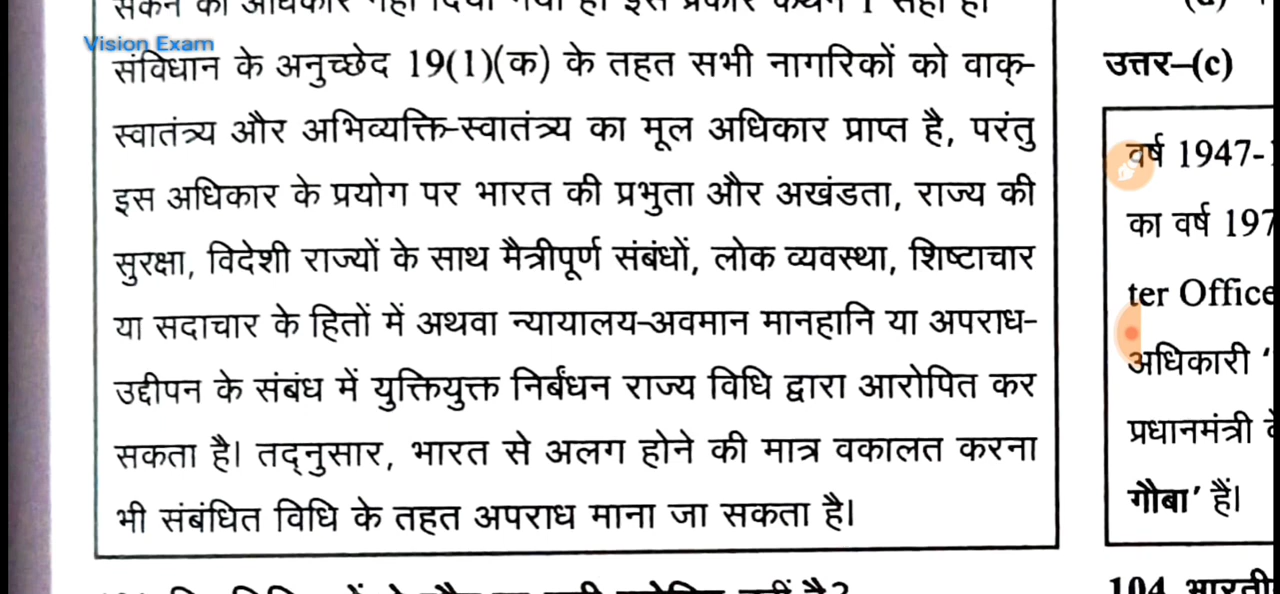 Vision Exam
संविधान के अनुच्छेद 19(1)(क) के तहत सभी नागरिकों को वाक्-
स्वातंत्र्य और अभिव्यक्ति-स्वातंत्र्य का मूल अधिकार प्राप्त है, परंतु
इस अधिकार के प्रयोग पर भारत की प्रभुता और अखंडता, राज्य की
सुरक्षा, विदेशी राज्यों के साथ मैत्रीपूर्ण संबंधों, लोक व्यवस्था, शिष्टाचार
या सदाचार के हितों में अथवा न्यायालय-अवमान मानहानि या अपराध-
उद्दीपन के संबंध में युक्तियुक्त निर्बंधन राज्य विधि द्वारा आरोपित कर
सकता है। तद्नुसार, भारत से अलग होने की मात्र वकालत करना
भी संबंधित विधि के तहत अपराध माना जा सकता है।
उत्तर–(c)
वर्ष 1947-
का वर्ष 197
ter Office
अधिकारी ‘
प्रधानमंत्री
गौबा’ हैं।
104